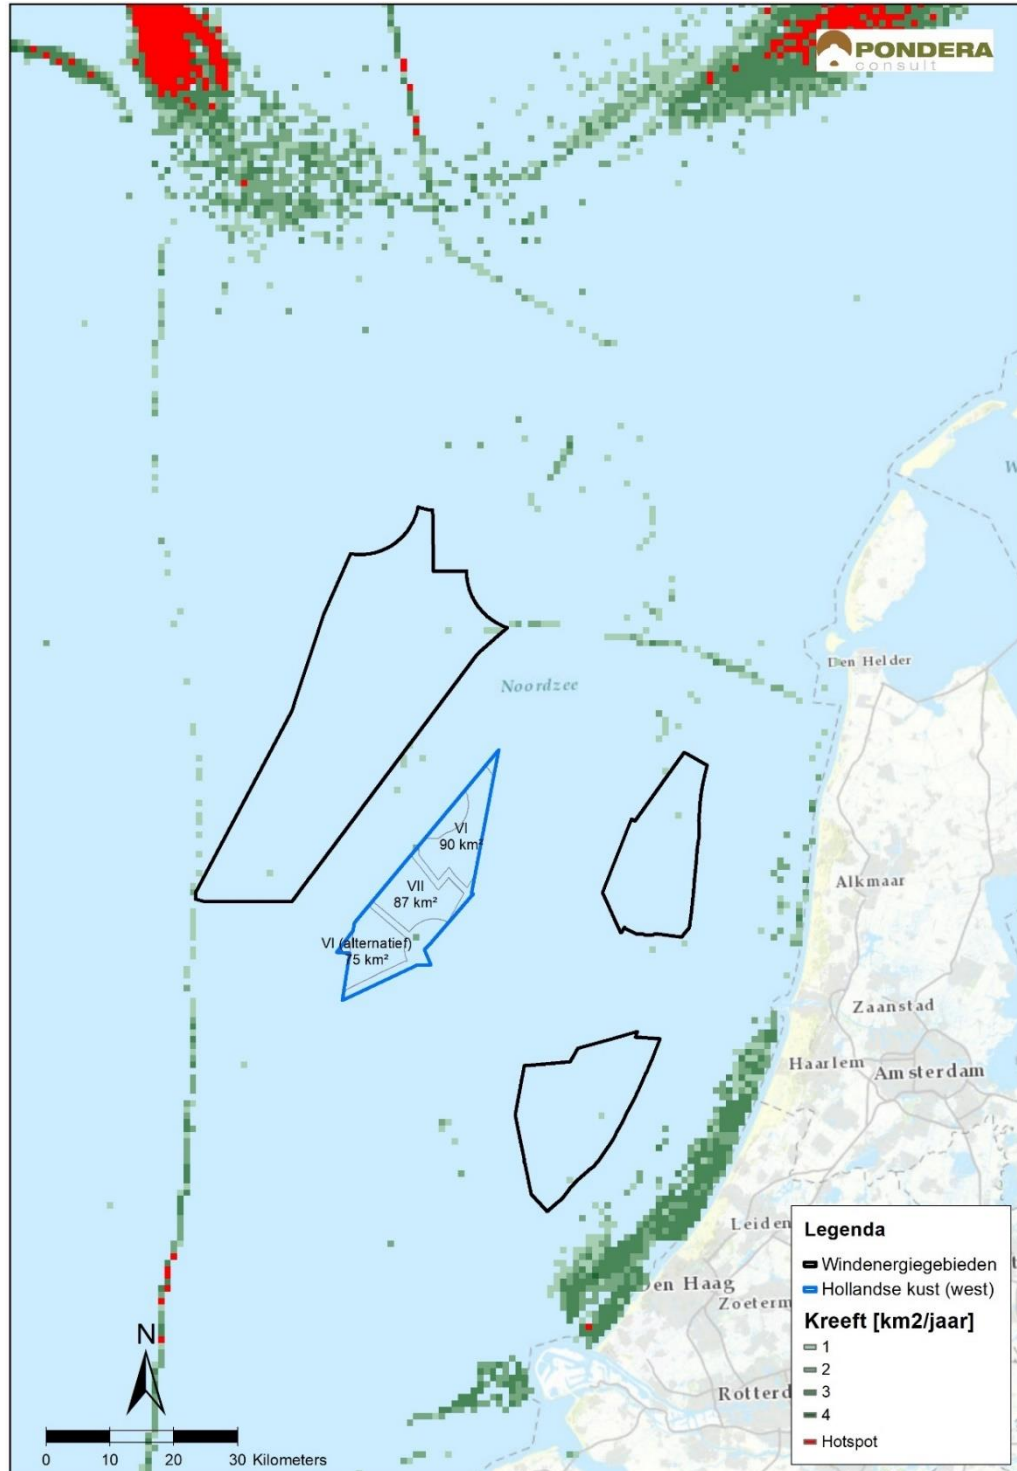 PONDERA
consult
W
Den Helder
Noordzee
VI
90 km²
VII
87 km²
VI (alternatief)
75 km²
Alkmaar
Zaanstad
Haarlem
Amsterdam
Leiden
Den Haag
Zoeterm
Rotterd
Legenda
Windenergiegebieden
Hollandse kust (west)
Kreeft [km2/jaar]
1
2
3
4
Hotspot
N
0 10 20 30 Kilometers